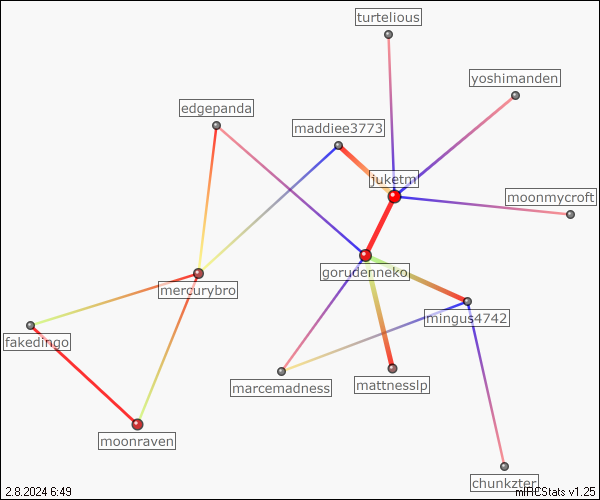 turtelious
yoshimanden
edgepanda
maddiee3773
juketm
moonmycroft
gorudenneko
mercurybro
mingus4742
fakedingo
marcemadness
mattnesslp
moonraven
chunkzter
2.8.2024 6:49
mIRCStats v1.25